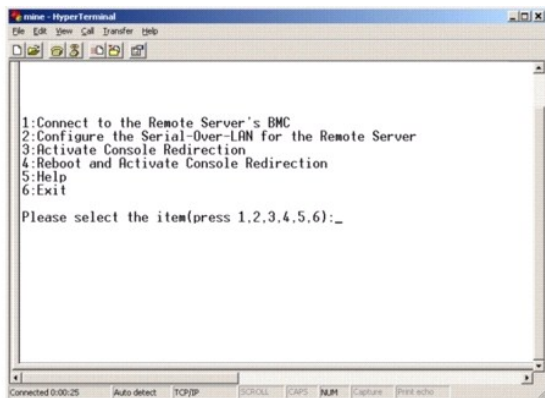 mine - HyperTerminal
File Edit View Call Transfer Help
1:Connect to the Remote Server's BMC
2:Configure the Serial-Over-LAN for the Remote Server
3:Activate Console Redirection
4:Reboot and Activate Console Redirection
5:Help
6:Exit
Please select the item(press 1,2,3,4,5,6):_
Connected 0:00:25 Auto detect TCP/IP SCROLL CAPS NUM Capture Print echo